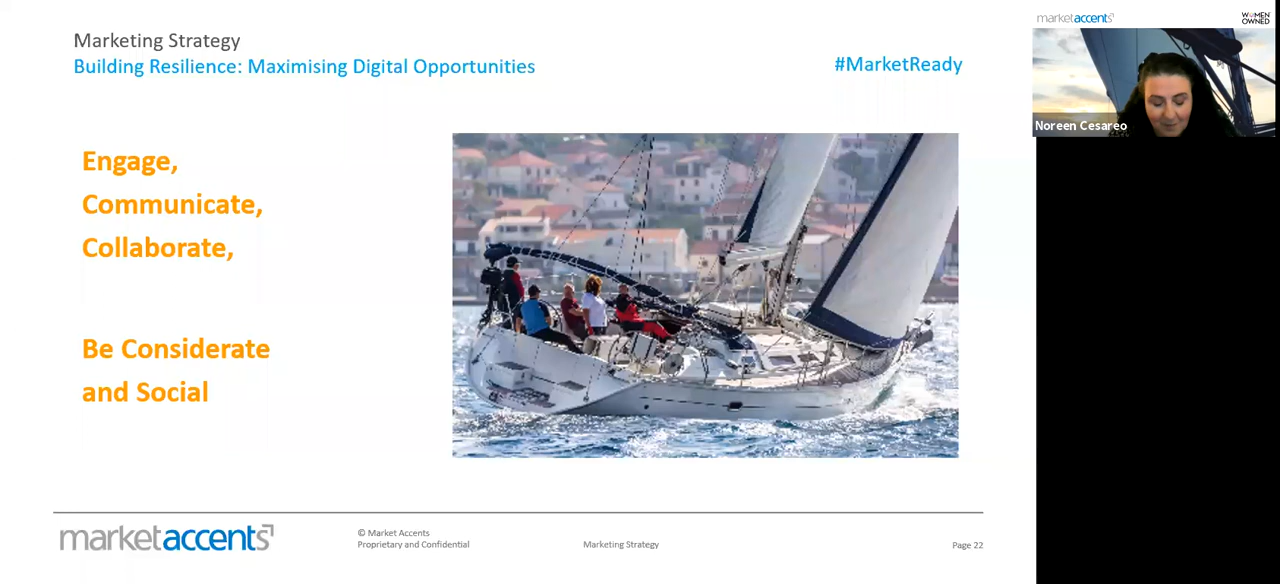 Marketing Strategy
Building Resilience: Maximising Digital Opportunities
#MarketReady
Engage,
Communicate,
Collaborate,
Be Considerate
and Social
marketaccents
© Market Accents
Proprietary and Confidential
Marketing Strategy
Page 22
marketaccents
WOMEN
OWNED
Noreen Cesareo